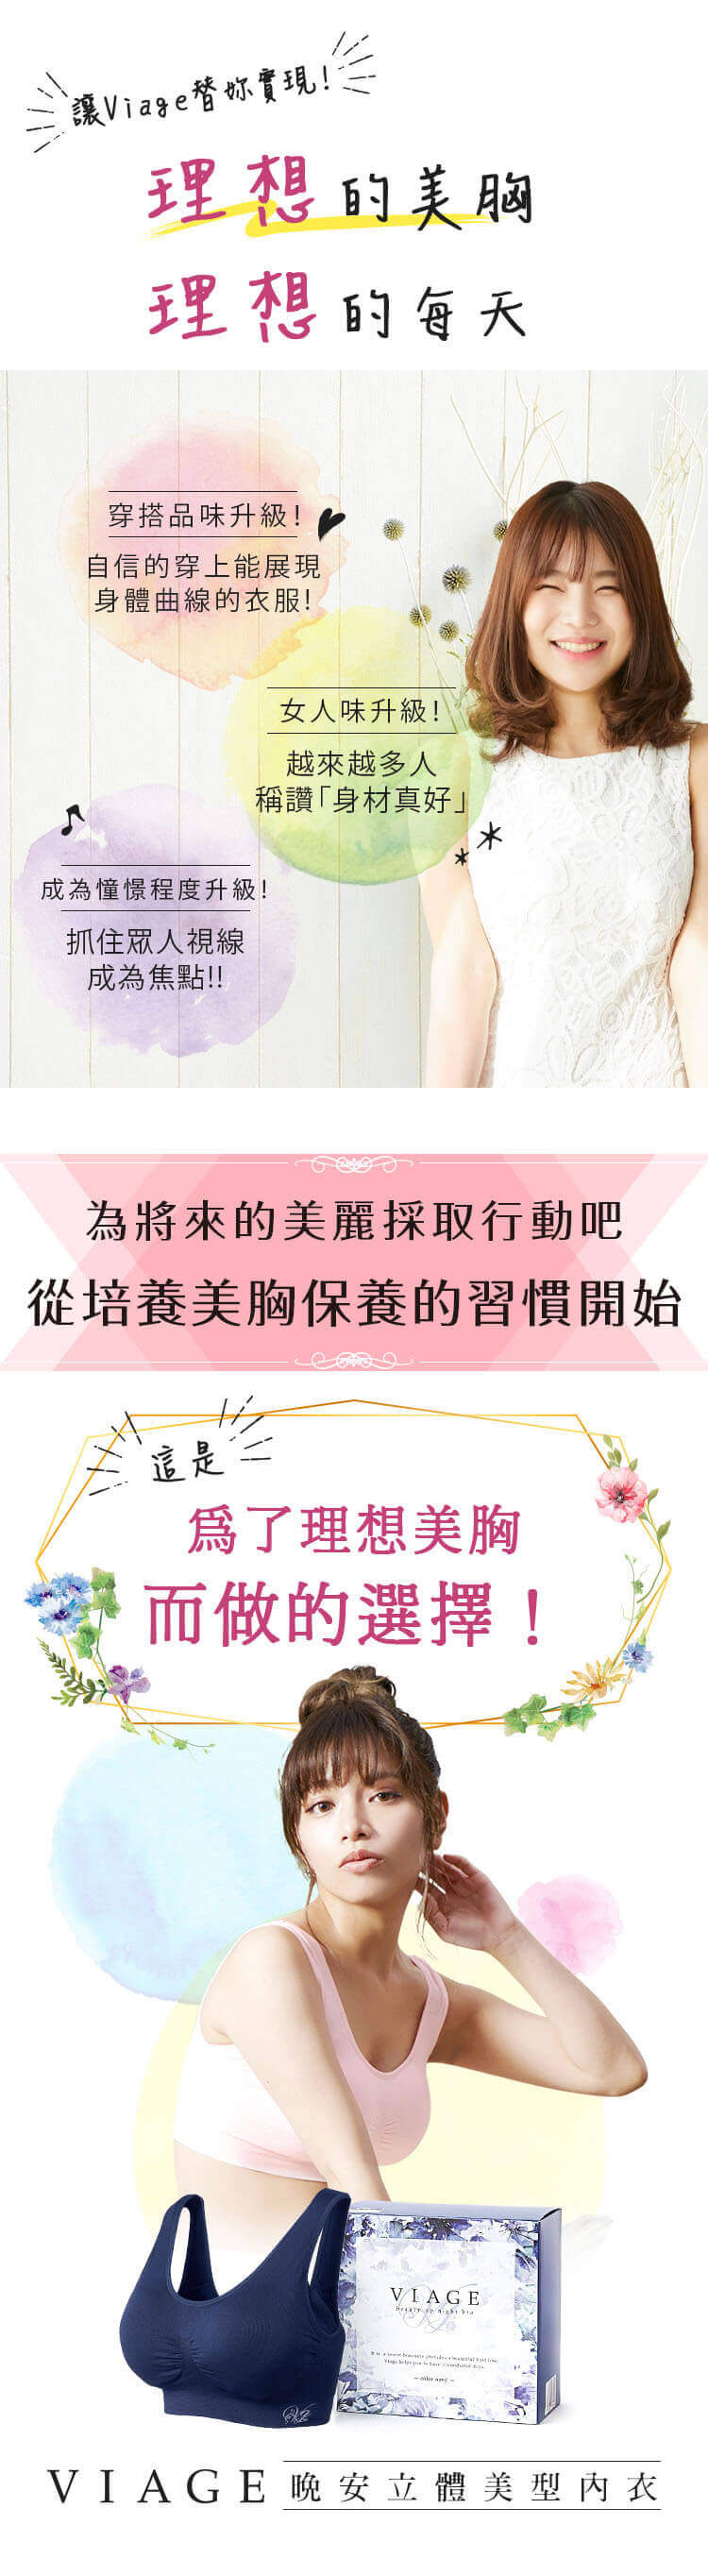 讓Viage替妳實現!
理想的美胸
理想的每天
穿搭品味升級!
自信的穿上能展現
身體曲線的衣服!
女人味升級!
越來越多人
稱讚「身材真好」
成為憧憬程度升級!
抓住眾人視線
成為焦點!!
為將來的美麗採取行動吧
從培養美胸保養的習慣開始
這是
為了理想美胸
而做的選擇!
VIAGE
beauty up night bra
VIAGE 晚安立體美型內衣